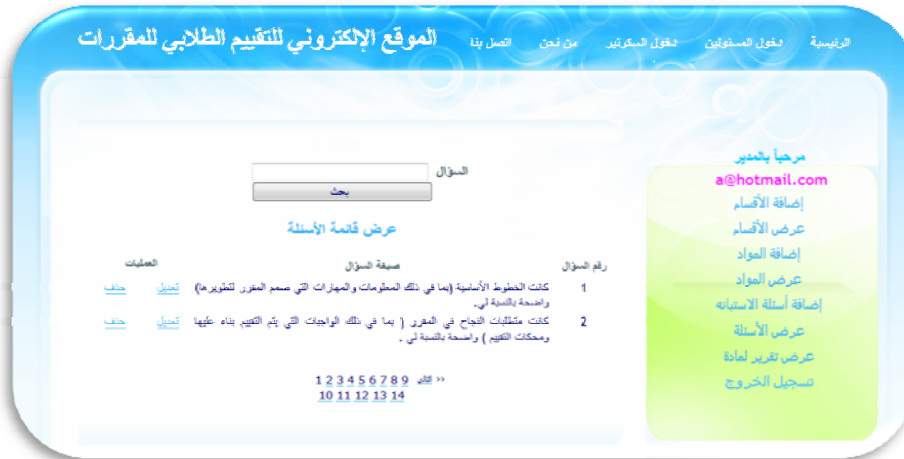 الموقع الإلكتروني للتقييم الطلابي للمقررات
الرئيسية دخول المسئولين دخول السكرتير من نحن اتصل بنا
مرحباً بالمدير
a@hotmail.com
إضافة الأقسام
عرض الأقسام
إضافة المواد
عرض المواد
إضافة أسئلة الاستبانه
عرض الأسئلة
عرض تقرير لمادة
تسجيل الخروج
السؤال
بحث
عرض قائمة الأسئلة
رقم السؤال صيغة السؤال العمليات
1 كانت الخطوط الأساسية (بما في ذلك المعلومات والمهارات التي صمم المقرر لتطويرها) تعديل حذف
واضحة بالنسبة لي.
2 كانت متطلبات النجاح في المقرر ( بما في ذلك الواجبات التي يتم التقييم بناء عليها تعديل حذف
ومحكات التقييم ) واضحة بالنسبة لي .
1 2 3 4 5 6 7 8 9 التالي >>
10 11 12 13 14